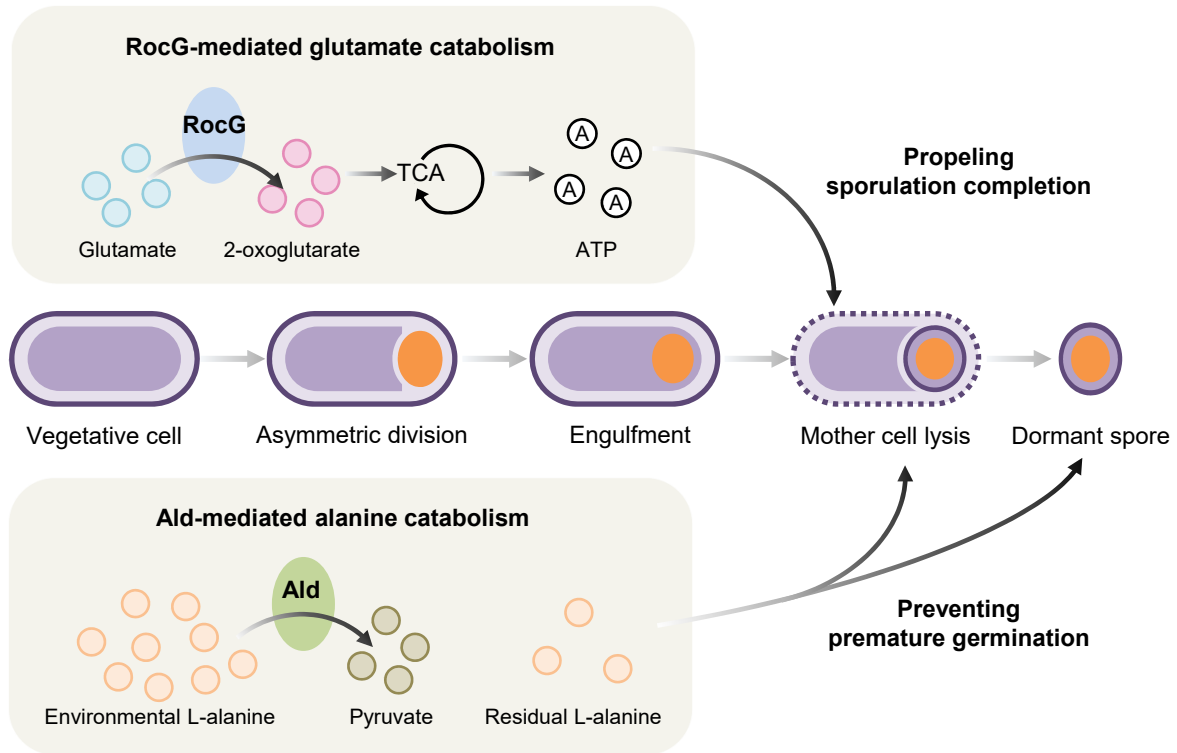 RocG-mediated glutamate catabolism
RocG
TCA
A
A
A
A
Glutamate
2-oxoglutarate
ATP
Propeling
sporulation completion
Vegetative cell
Asymmetric division
Engulfment
Mother cell lysis
Dormant spore
Ald-mediated alanine catabolism
Ald
Environmental L-alanine
Pyruvate
Residual L-alanine
Preventing
premature germination